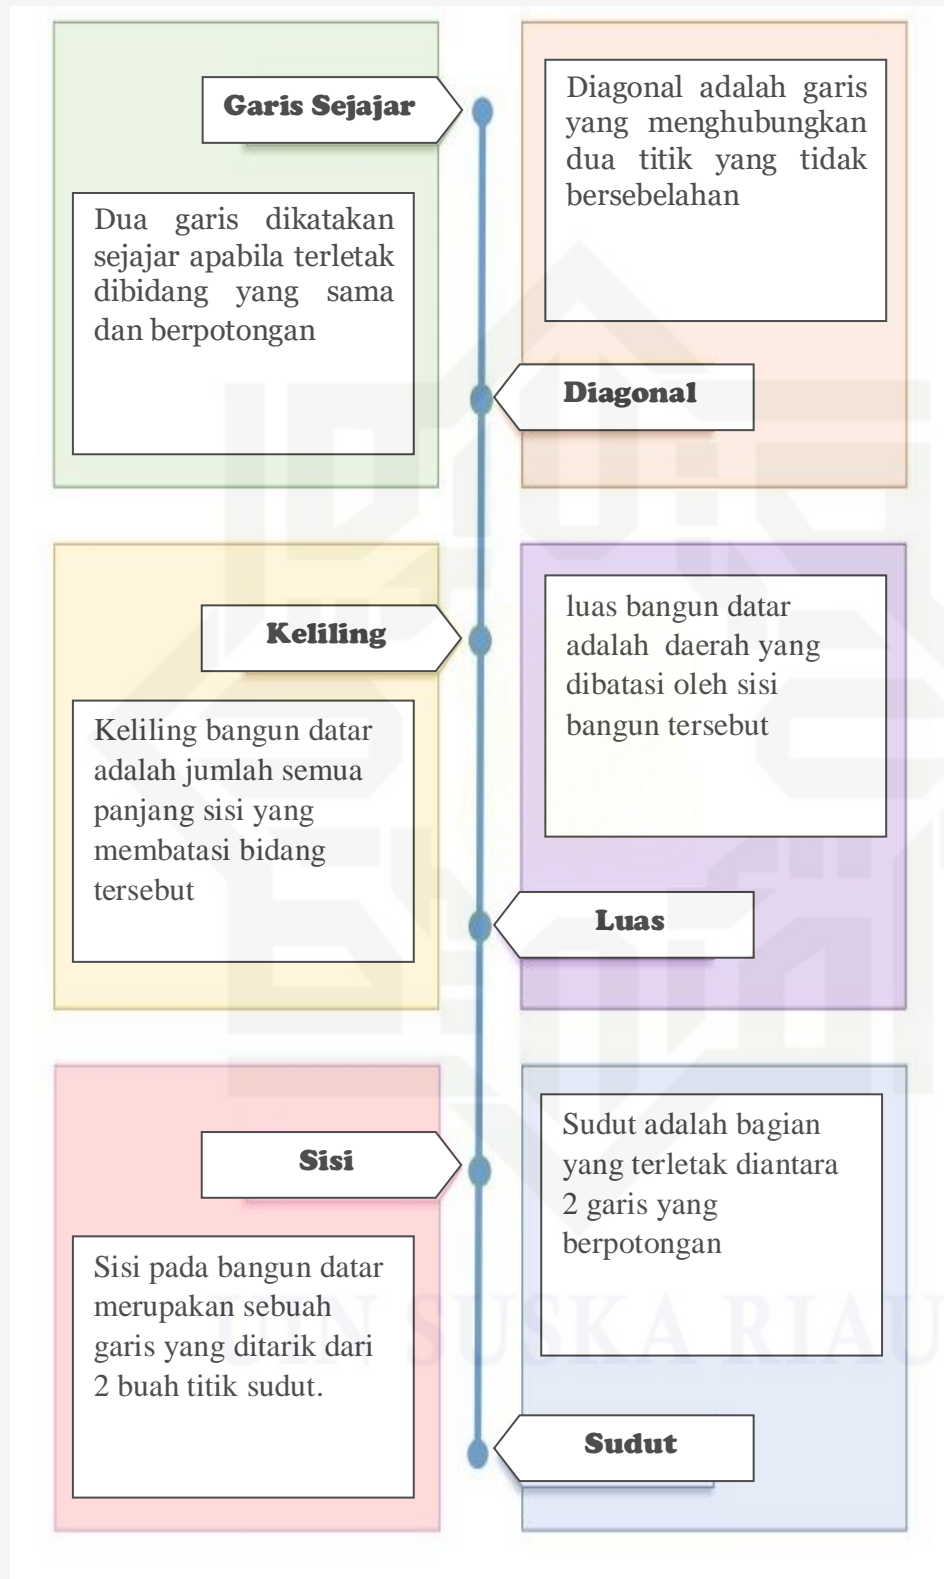 Garis Sejajar
Dua garis dikatakan
sejajar apabila terletak
dibidang yang sama
dan berpotongan
Diagonal adalah garis
yang menghubungkan
dua titik yang tidak
bersebelahan
Diagonal
Keliling
Keliling bangun datar
adalah jumlah semua
panjang sisi yang
membatasi bidang
tersebut
luas bangun datar
adalah daerah yang
dibatasi oleh sisi
bangun tersebut
Luas
Sisi
Sisi pada bangun datar
merupakan sebuah
garis yang ditarik dari
2 buah titik sudut.
Sudut adalah bagian
yang terletak diantara
2 garis yang
berpotongan
Sudut
UIN SUSKA RIAU